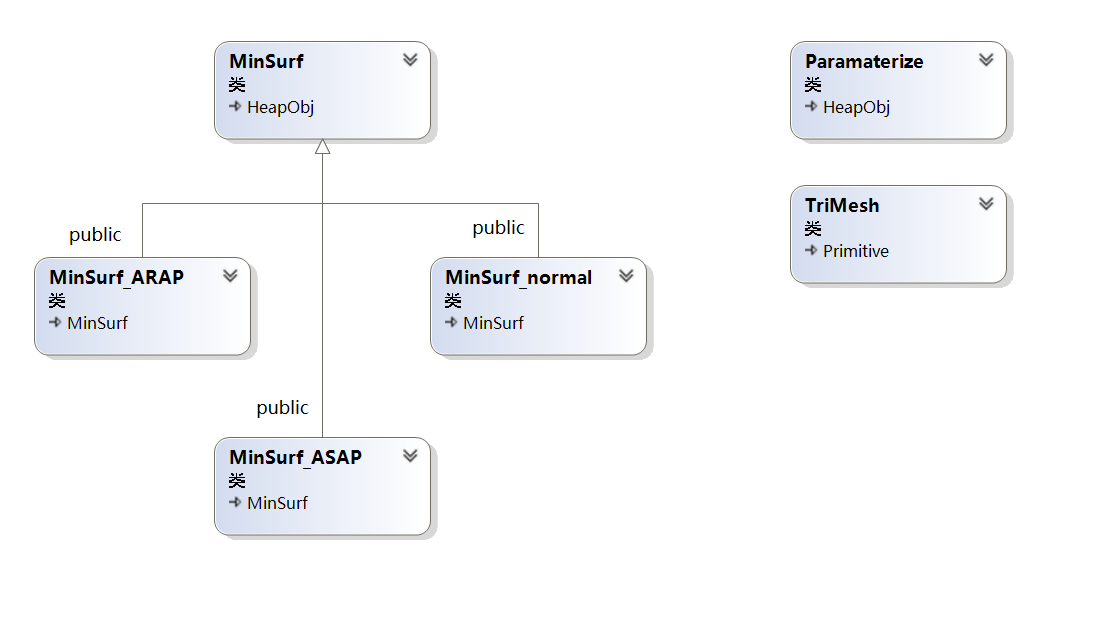 MinSurf
类
HeapObj
Paramaterize
类
HeapObj
TriMesh
类
Primitive
public
public
MinSurf_ARAP
类
MinSurf
MinSurf_normal
类
MinSurf
public
MinSurf_ASAP
类
MinSurf